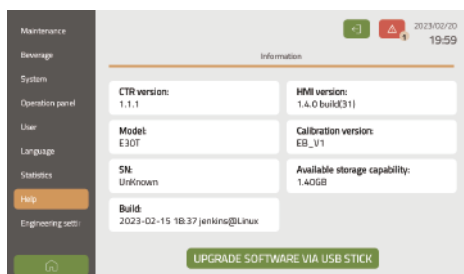 Maintenance
Beverage
System
Operation panel
User
Language
Statistics
Help
Engineering setti
2023/02/20
19:59
Information
CTR version:
1.1.1
HMI version:
1.4.0 build(31)
Model:
E30T
Calibration version:
EB_V1
SN:
UnKnown
Available storage capability:
1.40GB
Build:
2023-02-15 18:37 jenkins@Linux
UPGRADE SOFTWARE VIA USB STICK